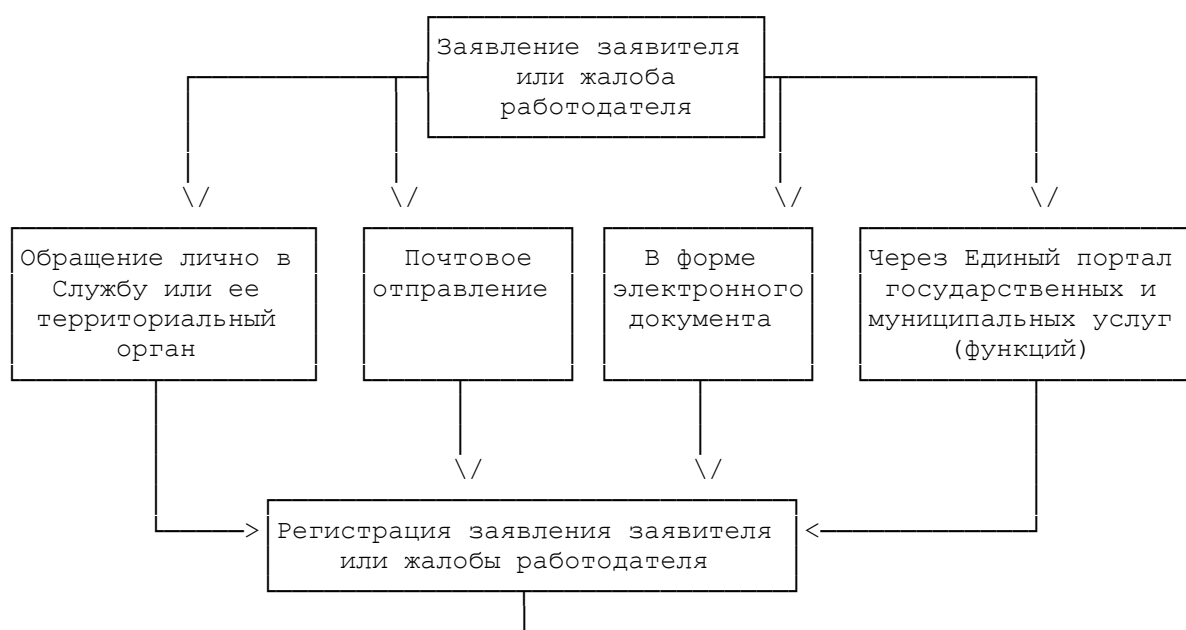 Заявление заявителя
или жалоба
работодателя
Обращение лично в
Службу или ее
территориальный
орган
Почтовое
отправление
В форме
электронного
документа
Через Единый портал
государственных и
муниципальных услуг
(функций)
Регистрация заявления заявителя
или жалобы работодателя